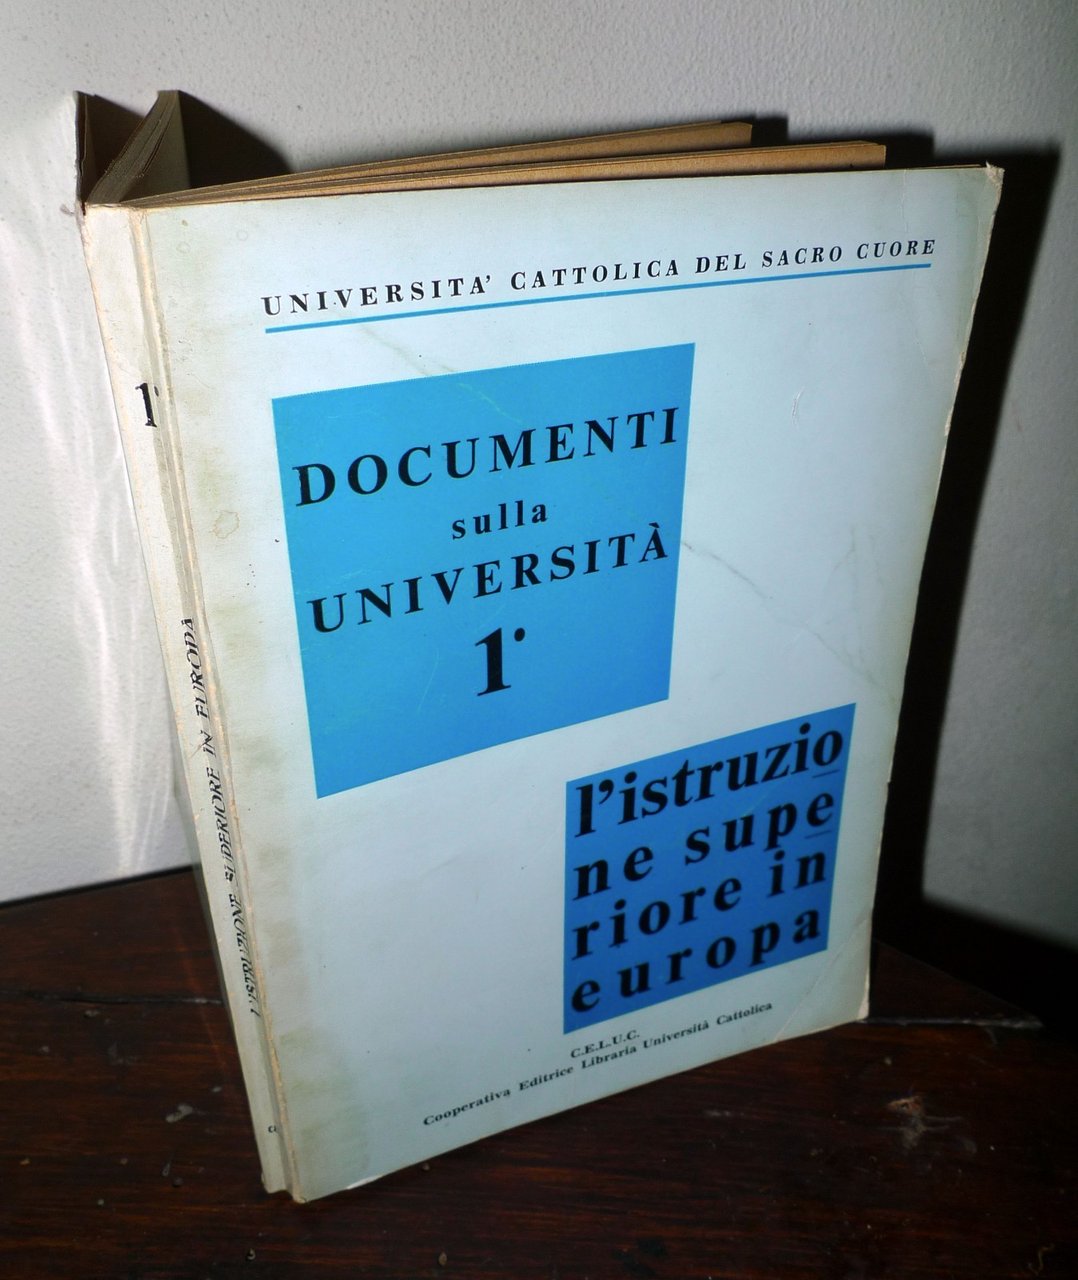 UNIVERSITA' CATTOLICA DEL SACRO CUORE
DOCUMENTI
sulla
UNIVERSITÀ
1°
l'istruzio
ne supe
riore in
europa
C.E.L.U.C.
Cooperativa Editrice Libraria Università Cattolica
1°
L'ISTRUZIONE SUPERIORE IN EUROPA